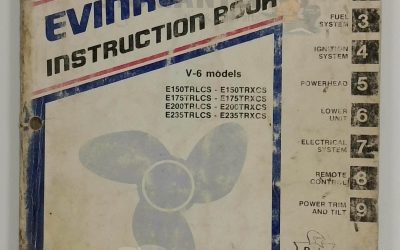 EVINRUDE
INSTRUCTION BOOK
V-6 models
E150TRLCS - E150TRXCS
E175TRLCS - E175TRXCS
E200TRLCS - E200TRXCS
E235TRLCS - E235TRXCS
FUEL
SYSTEM
3
IGNITION
SYSTEM
4
POWERHEAD
5
LOWER
UNIT
6
ELECTRICAL
SYSTEM
7
REMOTE
CONTROL
8
POWER TRIM
AND TILT
9